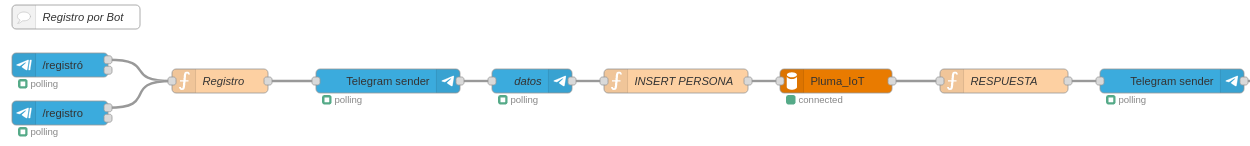 Registro por Bot
/registró
polling
/registro
polling
Registro
Telegram sender
polling
datos
polling
INSERT PERSONA
Pluma_IoT
connected
RESPUESTA
Telegram sender
polling